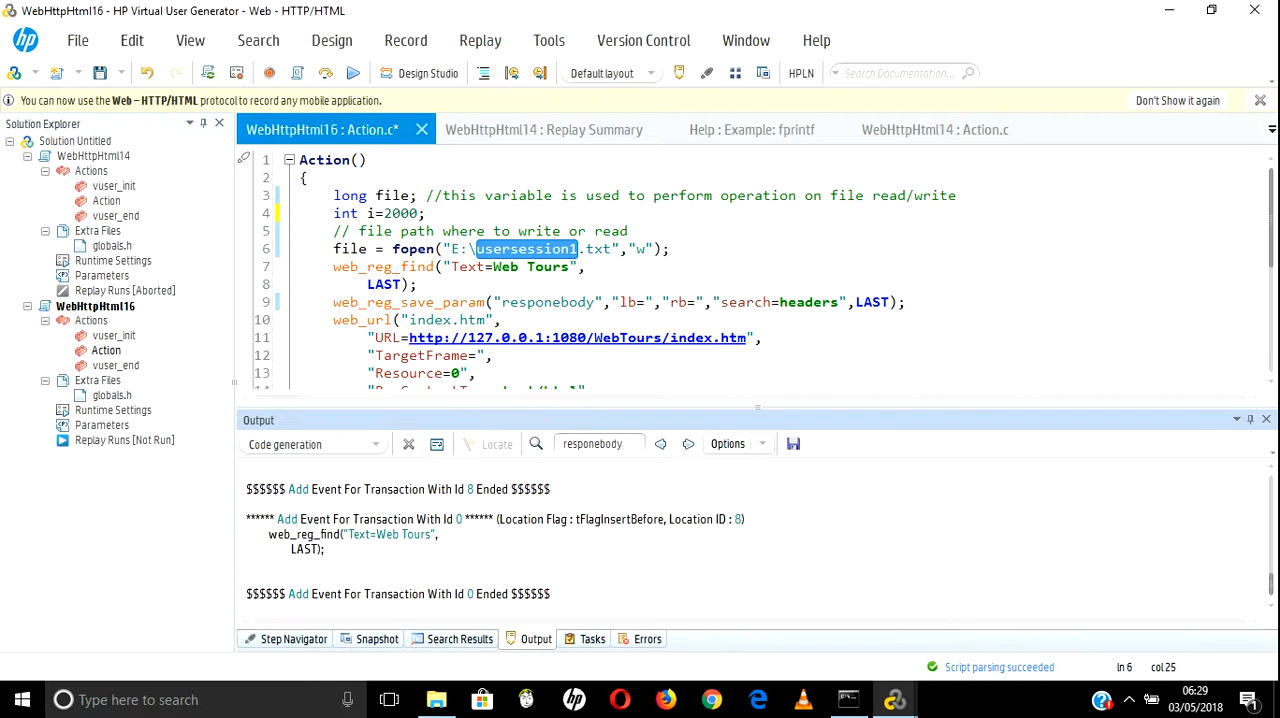 WebHttpHtml16 - HP Virtual User Generator - Web - HTTP/HTML
hp File Edit View Search Design Record Replay Tools Version Control Window Help
Design Studio Default layout HPLN Search Documentation...
You can now use the Web – HTTP/HTML protocol to record any mobile application. Don't Show it again
Solution Explorer
Solution Untitled
WebHttpHtml14
Actions
vuser_init
Action
vuser_end
Extra Files
globals.h
Runtime Settings
Parameters
Replay Runs [Aborted]
WebHttpHtml16
Actions
vuser_init
Action
vuser_end
Extra Files
globals.h
Runtime Settings
Parameters
Replay Runs [Not Run]
WebHttpHtml16 : Action.c* WebHttpHtml14 : Replay Summary Help : Example: fprintf WebHttpHtml14 : Action.c
1 Action()
2 {
3 long file; //this variable is used to perform operation on file read/write
4 int i=2000;
5 // file path where to write or read
6 file = fopen("E:\usersession1.txt","w");
7 web_reg_find("Text=Web Tours",
8 LAST);
9 web_reg_save_param("responebody","lb=","rb=","search=headers",LAST);
10 web_url("index.htm",
11 "URL=http://127.0.0.1:1080/WebTours/index.htm",
12 "TargetFrame=",
13 "Resource=0",
Output
Code generation Locate responebody Options
$$$$$$ Add Event For Transaction With Id 8 Ended $$$$$$
****** Add Event For Transaction With Id 0 ****** (Location Flag : tFlagInsertBefore, Location ID : 8)
web_reg_find("Text=Web Tours",
LAST);
$$$$$$ Add Event For Transaction With Id 0 Ended $$$$$$
Step Navigator Snapshot Search Results Output Tasks Errors
Script parsing succeeded ln 6 col 25
Type here to search
06:29
03/05/2018